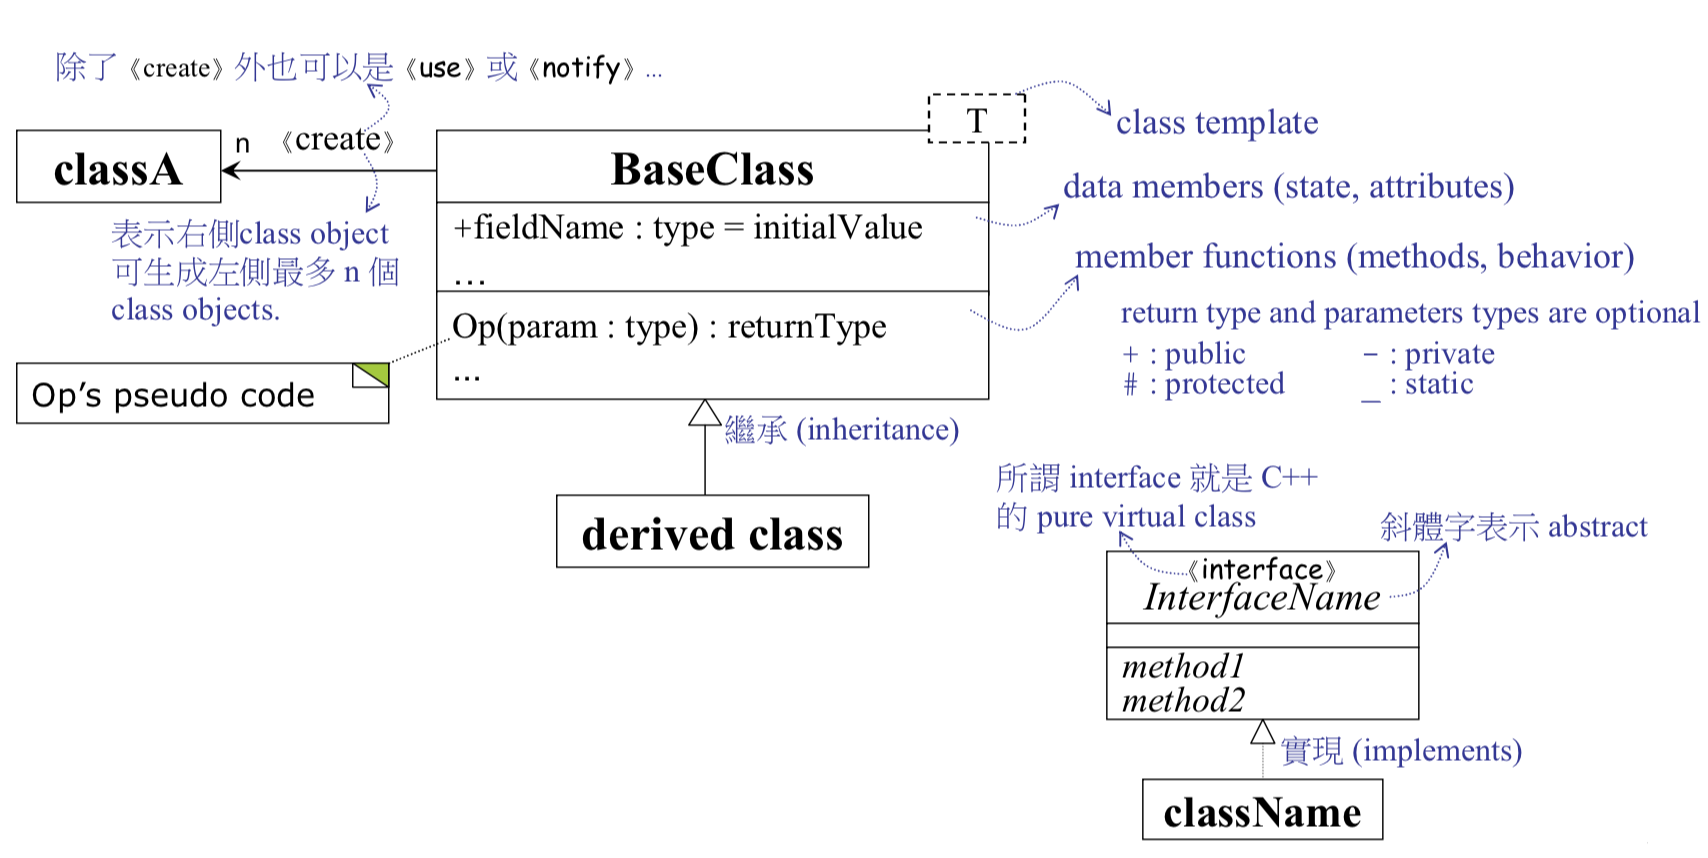 除了《create》外也可以是《use》或《notify》...
T
class template
n 《create》
classA
BaseClass
data members (state, attributes)
+fieldName : type = initialValue
...
表示右側class object
可生成左側最多 n 個
class objects.
member functions (methods, behavior)
Op(param : type) : returnType
...
return type and parameters types are optional
+ : public
− : private
# : protected
_ : static
Op’s pseudo code
繼承 (inheritance)
derived class
所謂 interface 就是 C++
的 pure virtual class
斜體字表示 abstract
《interface》
InterfaceName
method1
method2
實現 (implements)
className